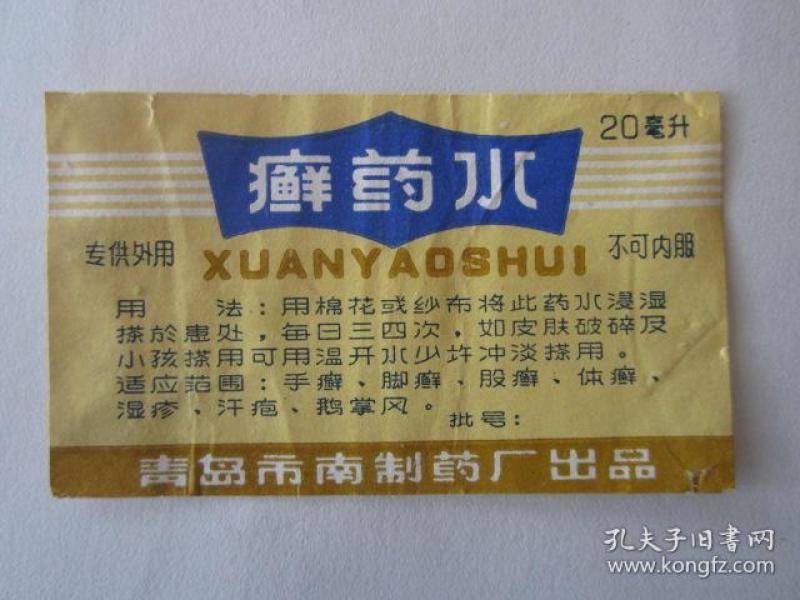 20毫升
癣药水
专供外用
XUANYAOSHUI
不可内服
用 法：用棉花或纱布将此药水浸湿
搽於患处，每日三四次，如皮肤破碎及
小孩搽用可用温开水少许冲淡搽用。
适应范围：手癣、脚癣、股癣、体癣、
湿疹、汗疱、鹅掌风。
批号：
青岛市南制药厂出品
孔夫子旧书网
www.kongfz.com